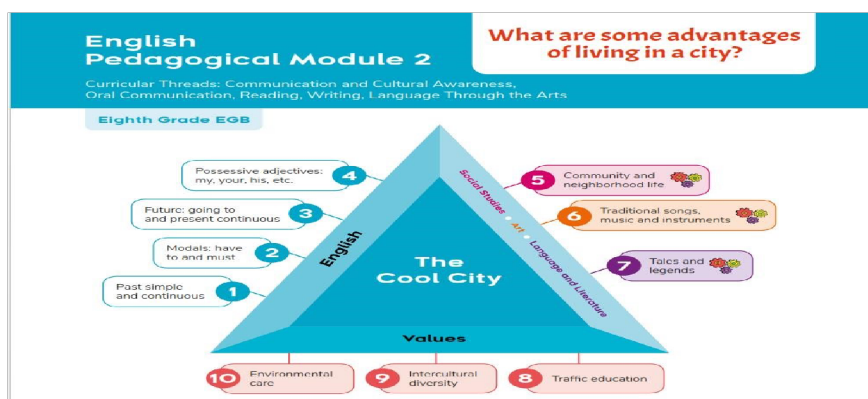 English
Pedagogical Module 2
What are some advantages
of living in a city?
Curricular Threads: Communication and Cultural Awareness,
Oral Communication, Reading, Writing, Language Through the Arts
Eighth Grade EGB
Possessive adjectives:
my, your, his, etc.
4
Future: going to
and present continuous
3
Modals: have
to and must
2
Past simple
and continuous
1
English
The
Cool City
Social Studies • Art • Language and Literature
5
Community and
neighborhood life
6
Traditional songs,
music and instruments
7
Tales and
legends
Values
10
Environmental
care
9
Intercultural
diversity
8
Traffic education